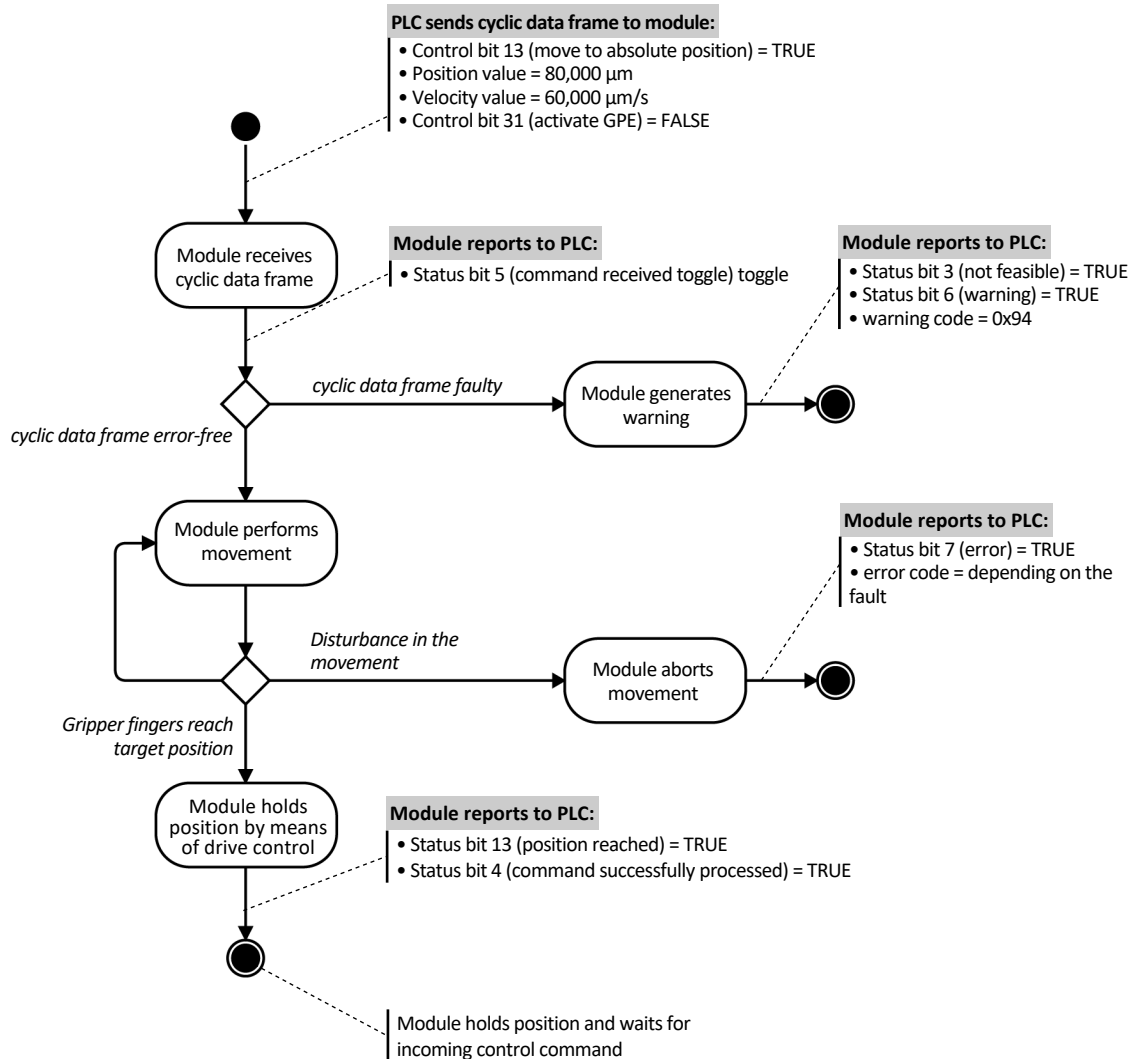 PLC sends cyclic data frame to module:
• Control bit 13 (move to absolute position) = TRUE
• Position value = 80,000 µm
• Velocity value = 60,000 µm/s
• Control bit 31 (activate GPE) = FALSE
Module receives
cyclic data frame
Module reports to PLC:
• Status bit 5 (command received toggle) toggle
Module reports to PLC:
• Status bit 3 (not feasible) = TRUE
• Status bit 6 (warning) = TRUE
• warning code = 0x94
cyclic data frame faulty
Module generates
warning
cyclic data frame error-free
Module performs
movement
Module reports to PLC:
• Status bit 7 (error) = TRUE
• error code = depending on the
fault
Disturbance in the
movement
Module aborts
movement
Gripper fingers reach
target position
Module holds
position by means
of drive control
Module reports to PLC:
• Status bit 13 (position reached) = TRUE
• Status bit 4 (command successfully processed) = TRUE
Module holds position and waits for
incoming control command